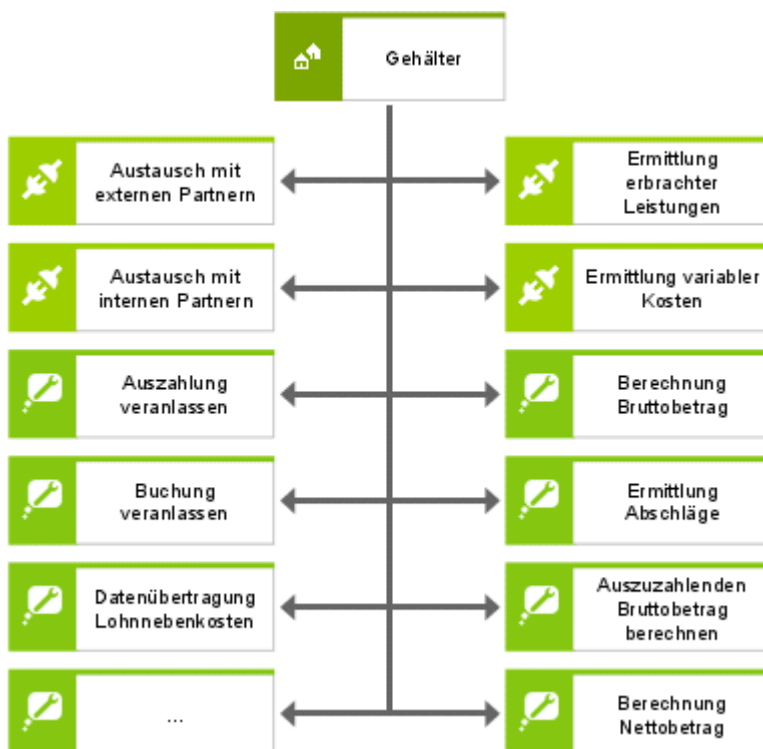 Gehälter
Austausch mit
externen Partnern
Ermittlung
erbrachter
Leistungen
Austausch mit
internen Partnern
Ermittlung variabler
Kosten
Auszahlung
veranlassen
Berechnung
Bruttobetrag
Buchung
veranlassen
Ermittlung
Abschläge
Datenübertragung
Lohnnebenkosten
Auszuzahlenden
Bruttobetrag
berechnen
...
Berechnung
Nettobetrag